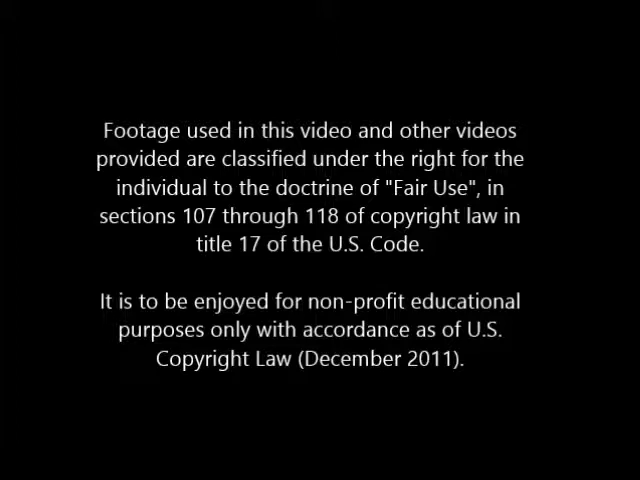 Footage used in this video and other videos
provided are classified under the right for the
individual to the doctrine of "Fair Use", in
sections 107 through 118 of copyright law in
title 17 of the U.S. Code.
It is to be enjoyed for non-profit educational
purposes only with accordance as of U.S.
Copyright Law (December 2011).